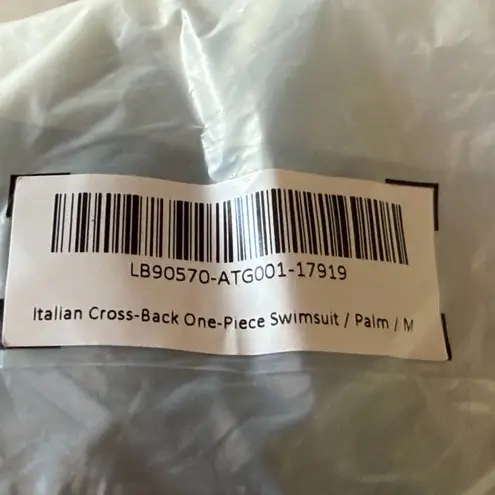 LB90570-ATG001-17919
Italian Cross-Back One-Piece Swimsuit / Palm / M